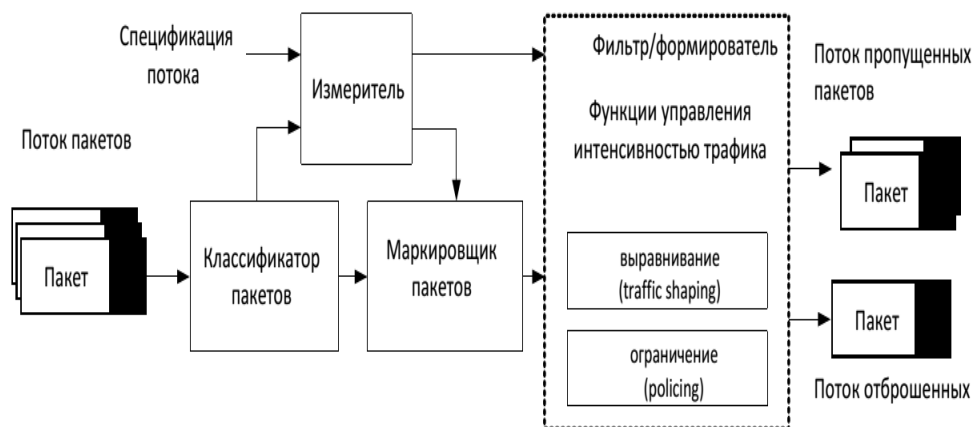 Спецификация
потока
Измеритель
Фильтр/формирователь
Функции управления
интенсивностью трафика
Поток пропущенных
пакетов
Поток пакетов
Пакет
Пакет
Классификатор
пакетов
Маркировщик
пакетов
выравнивание
(traffic shaping)
ограничение
(policing)
Пакет
Поток отброшенных